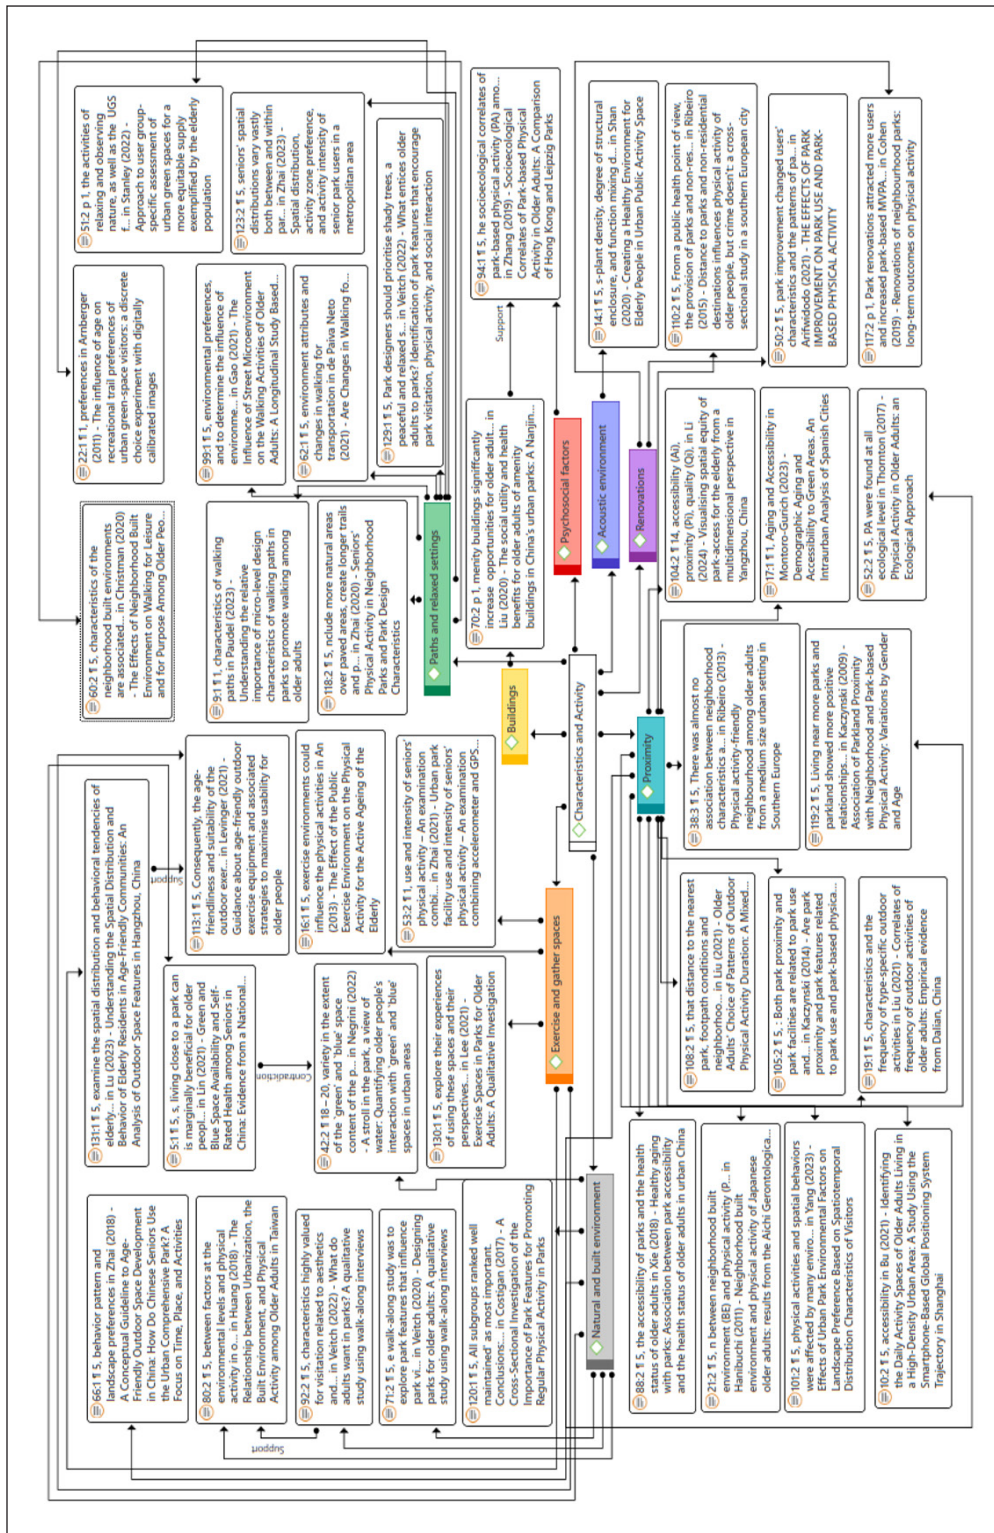 66:1 ¶ 5, behavior pattern and
landscape preferences in Zhai (2018) -
A Conceptual Guideline to Age-
Friendly Outdoor Space Development
in China: How Do Chinese Seniors Use
the Urban Comprehensive Park? A
Focus on Time, Place, and Activities
80:2 ¶ 5, between factors at the
environmental levels and physical
activity in o... in Huang (2018) - The
Relationship between Urbanization, the
Built Environment, and Physical
Activity among Older Adults in Taiwan
Support
92:2 ¶ 5, characteristics highly valued
for visitation related to aesthetics
and... in Veitch (2022) - What do older
adults want in parks? A qualitative
study using walk-along interviews
71:2 ¶ 5, e walk-along study was to
explore park features that influence
park vi... in Veitch (2020) - Designing
parks for older adults: A qualitative
study using walk-along interviews
120:1 ¶ 5, All subgroups ranked well
maintained' as most important.
Conclusions:... in Costigan (2017) - A
Cross-Sectional Investigation of the
Importance of Park Features for Promoting
Regular Physical Activity in Parks
Natural and built environment
88:2 ¶ 5, the accessibility of parks and the health
status of older adults in Xie (2018) - Healthy aging
with parks: Association between park accessibility
and the health status of older adults in urban China
21:2 ¶ 5, n between neighborhood built
environment (BE) and physical activity (P... in
Hanibuchi (2011) - Neighborhood built
environment and physical activity of Japanese
older adults: results from the Aichi Gerontologica...
101:2 ¶ 5, physical activities and spatial behaviors
were affected by many enviro... in Yang (2023) -
Effects of Urban Park Environmental Factors on
Landscape Preference Based on Spatiotemporal
Distribution Characteristics of Visitors
10:2 ¶ 5, accessibility in Bu (2021) - Identifying
the Daily Activity Spaces of Older Adults Living in
a High-Density Urban Area: A Study Using the
Smartphone-Based Global Positioning System
Trajectory in Shanghai
131:1 ¶ 5, examine the spatial distribution and behavioral tendencies of
elderly... in Lu (2023) - Understanding the Spatial Distribution and
Behavior of Elderly Residents in Age-Friendly Communities: An
Analysis of Outdoor Space Features in Hangzhou, China
5:1 ¶ 5, s, living close to a park can
is marginally beneficial for older
peopl... in Lin (2021) - Green and
Blue Space Availability and Self-
Rated Health among Seniors in
China: Evidence from a National...
Support
Contradiction
113:1 ¶ 5, Consequently, the age-
friendliness and suitability of the
outdoor exer... in Levinger (2021) -
Guidance about age-friendly outdoor
exercise equipment and associated
strategies to maximise usability for
older people
42:2 ¶ 18 – 20, variety in the extent
of the 'green' and 'blue' space
content of the p... in Negrini (2022)
- A stroll in the park, a view of
water: Quantifying older people's
interaction with 'green' and 'blue'
spaces in urban areas
16:1 ¶ 5, exercise environments could
influence the physical activities in An
(2013) - The Effect of the Public
Exercise Environment on the Physical
Activity for the Active Ageing of the
Elderly
130:1 ¶ 5, explore their experiences
of using these spaces and their
perspectives... in Lee (2021) -
Exercise Spaces in Parks for Older
Adults: A Qualitative Investigation
53:2 ¶ 1, use and intensity of seniors'
physical activity – An examination
combi... in Zhai (2021) - Urban park
facility use and intensity of seniors'
physical activity – An examination
combining accelerometer and GPS...
Exercise and gather spaces
Characteristics and Activity
Proximity
108:2 ¶ 5, that distance to the nearest
park, footpath conditions and
neighborhoo... in Liu (2021) - Older
Adults' Choice of Patterns of Outdoor
Physical Activity Duration: A Mixed...
105:2 ¶ 5, : Both park proximity and
park facilities are related to park use
and... in Kaczynski (2014) - Are park
proximity and park features related
to park use and park-based physica...
19:1 ¶ 5, characteristics and the
frequency of type-specific outdoor
activities in Liu (2021) - Correlates of
frequency of outdoor activities of
older adults: Empirical evidence
from Dalian, China
38:3 ¶ 5, There was almost no
association between neighborhood
characteristics a... in Ribeiro (2013) -
Physical activity-friendly
neighbourhood among older adults
from a medium size urban setting in
Southern Europe
119:2 ¶ 5, Living near more parks and
parkland showed more positive
relationships... in Kaczynski (2009) -
Association of Parkland Proximity
with Neighborhood and Park-based
Physical Activity: Variations by Gender
and Age
60:2 ¶ 5, characteristics of the
neighborhood built environments
are associated... in Christman (2020)
- The Effects of Neighborhood Built
Environment on Walking for Leisure
and for Purpose Among Older Peo...
9:1 ¶ 1, characteristics of walking
paths in Paudel (2023) -
Understanding the relative
importance of micro-level design
characteristics of walking paths in
parks to promote walking among
older adults
118:2 ¶ 5, nclude more natural areas
over paved areas, create longer trails
and p... in Zhai (2020) - Seniors'
Physical Activity in Neighborhood
Parks and Park Design
Characteristics
Paths and relaxed settings
Buildings
70:2 p 1, menity buildings signiffcantly
increase opportunities for older adult... in
Liu (2020) - The social utility and health
benefits for older adults of amenity
buildings in China's urban parks: A Nanjin...
Psychosocial factors
Acoustic environment
Renovations
104:2 ¶ 14, accessibility (Ai),
proximity (Pi), quality (Qi), in Li
(2024) - Visualising spatial equity of
park-access for the elderly from a
multidimensional perspective in
Yangzhou, China
17:1 ¶ 1, Aging and Accessibility in
Montoro-Gurich (2023) -
Demographic Aging and
Accessibility to Green Areas. An
Intraurban Analysis of Spanish Cities
52:2 ¶ 5, PA were found at all
ecological level in Thornton (2017) -
Physical Activity in Older Adults: an
Ecological Approach
22:1 ¶ 1, preferences in Arnberger
(2011) - The influence of age on
recreational trail preferences of
urban green-space visitors: a discrete
choice experiment with digitally
calibrated images
99:1 ¶ 5, environmental preferences,
and to determine the influence of
environme... in Gao (2021) - The
Influence of Street Microenvironment
on the Walking Activities of Older
Adults: A Longitudinal Study Based...
62:1 ¶ 5, environment attributes and
changes in walking for
transportation in de Paiva Neto
(2021) - Are Changes in Walking fo...
51:2 p 1, the activities of
relaxing and observing
nature, as well as the UGS
f... in Stanley (2022) -
Approach to user group-
specific assessment of
urban green spaces for a
more equitable supply
exemplified by the elderly
population
123:2 ¶ 5, seniors' spatial
distributions vary vastly
both between and within
par... in Zhai (2023) -
Spatial distribution,
activity zone preference,
and activity intensity of
senior park users in a
metropolitan area
129:1 ¶ 5, Park designers should prioritise shady trees, a
peaceful and relaxed s... in Veitch (2022) - What entices older
adults to parks? Identification of park features that encourage
park visitation, physical activity, and social interaction
Support
94:1 ¶ 5, he socioecological correlates of
park-based physical activity (PA) amo...
in Zhang (2019) - Socioecological
Correlates of Park-based Physical
Activity in Older Adults: A Comparison
of Hong Kong and Leipzig Parks
14:1 ¶ 5, s-plant density, degree of structural
enclosure, and function mixing d... in Shan
(2020) - Creating a Healthy Environment for
Elderly People in Urban Public Activity Space
110:2 ¶ 5, From a public health point of view,
the provision of parks and non-res... in Ribeiro
(2015) - Distance to parks and non-residential
destinations influences physical activity of
older people, but crime doesn't: a cross-
sectional study in a southern European city
50:2 ¶ 5, park improvement changed users'
characteristics and the patterns of pa... in
Arifwidodo (2021) - THE EFFECTS OF PARK
IMPROVEMENT ON PARK USE AND PARK-
BASED PHYSICAL ACTIVITY
117:2 p 1, Park renovations attracted more users
and increased park-based MVPA... in Cohen
(2019) - Renovations of neighbourhood parks:
long-term outcomes on physical activity